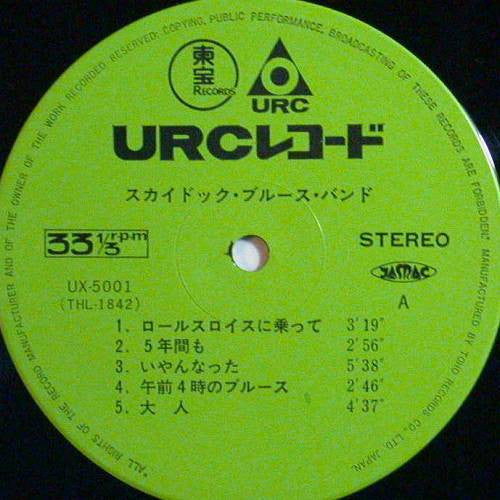 東宝
RECORDS
URC
URCレコード
スカイドック・ブルース・バンド
33 1/3 r·p·m
STEREO
UX-5001
(THL-1842)
JASRAC
A
1. ロールスロイスに乗って 3'19"
2. 5年間も 2'56"
3. いやんなった 5'38"
4. 午前4時のブルース 2'46"
5. 大人 4'37"
"ALL RIGHTS OF THE RECORD MANUFACTURER AND OF THE OWNER OF THE WORK RECORDED RESERVED: COPYING, PUBLIC PERFORMANCE, BROADCASTING OF THESE RECORDS ARE FORBIDDEN" MANUFACTURED BY TOHO RECORDS CO., LTD. JAPAN.